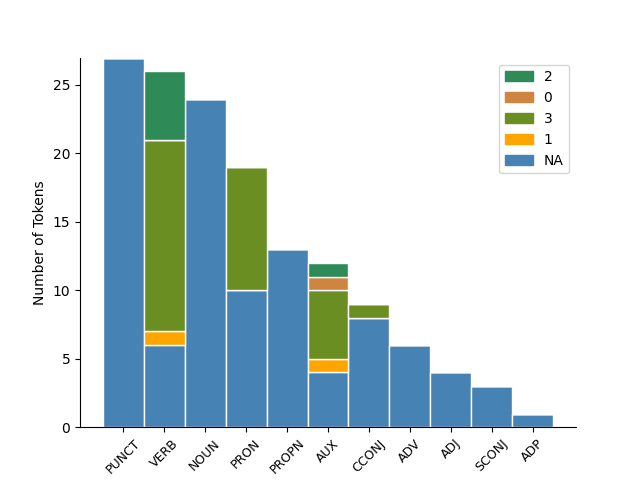 2
0
3
1
NA
25
20
15
10
5
0
Number of Tokens
PUNCT
VERB
NOUN
PRON
PROPN
AUX
CCONJ
ADV
ADJ
SCONJ
ADP